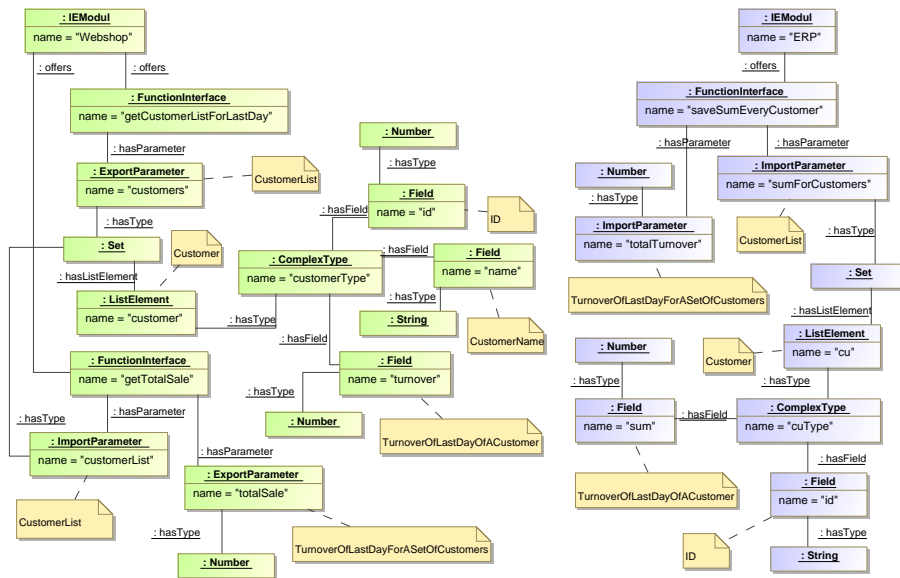 : IEModul
name = "Webshop"
: offers
: offers
: FunctionInterface
name = "getCustomerListForLastDay"
: hasParameter
: ExportParameter
name = "customers"
CustomerList
: hasType
: Set
: hasListElement
Customer
: ListElement
name = "customer"
: hasType
: Number
: hasType
: Field
name = "id"
ID
: hasField
: ComplexType
name = "customerType"
: hasField
: Field
name = "name"
: hasType
: String
CustomerName
: hasField
: Field
name = "turnover"
: hasType
: Number
TurnoverOfLastDayOfACustomer
: FunctionInterface
name = "getTotalSale"
: hasType
: hasParameter
: ImportParameter
name = "customerList"
CustomerList
: hasParameter
: ExportParameter
name = "totalSale"
: hasType
: Number
TurnoverOfLastDayForASetOfCustomers
: IEModul
name = "ERP"
: offers
: FunctionInterface
name = "saveSumEveryCustomer"
: hasParameter
: hasParameter
: Number
: hasType
: ImportParameter
name = "totalTurnover"
TurnoverOfLastDayForASetOfCustomers
: ImportParameter
name = "sumForCustomers"
CustomerList
: hasType
: Set
: hasListElement
: ListElement
name = "cu"
Customer
: hasType
: Number
: hasType
: Field
name = "sum"
: hasField
: ComplexType
name = "cuType"
TurnoverOfLastDayOfACustomer
: hasField
: Field
name = "id"
ID
: hasType
: String